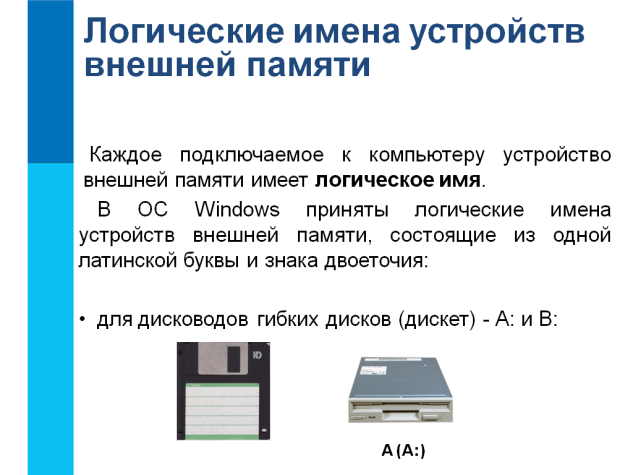 Логические имена устройств
внешней памяти
Каждое подключаемое к компьютеру устройство
внешней памяти имеет логическое имя.
В ОС Windows приняты логические имена
устройств внешней памяти, состоящие из одной
латинской буквы и знака двоеточия:
• для дисководов гибких дисков (дискет) - A: и B:
A (A:)